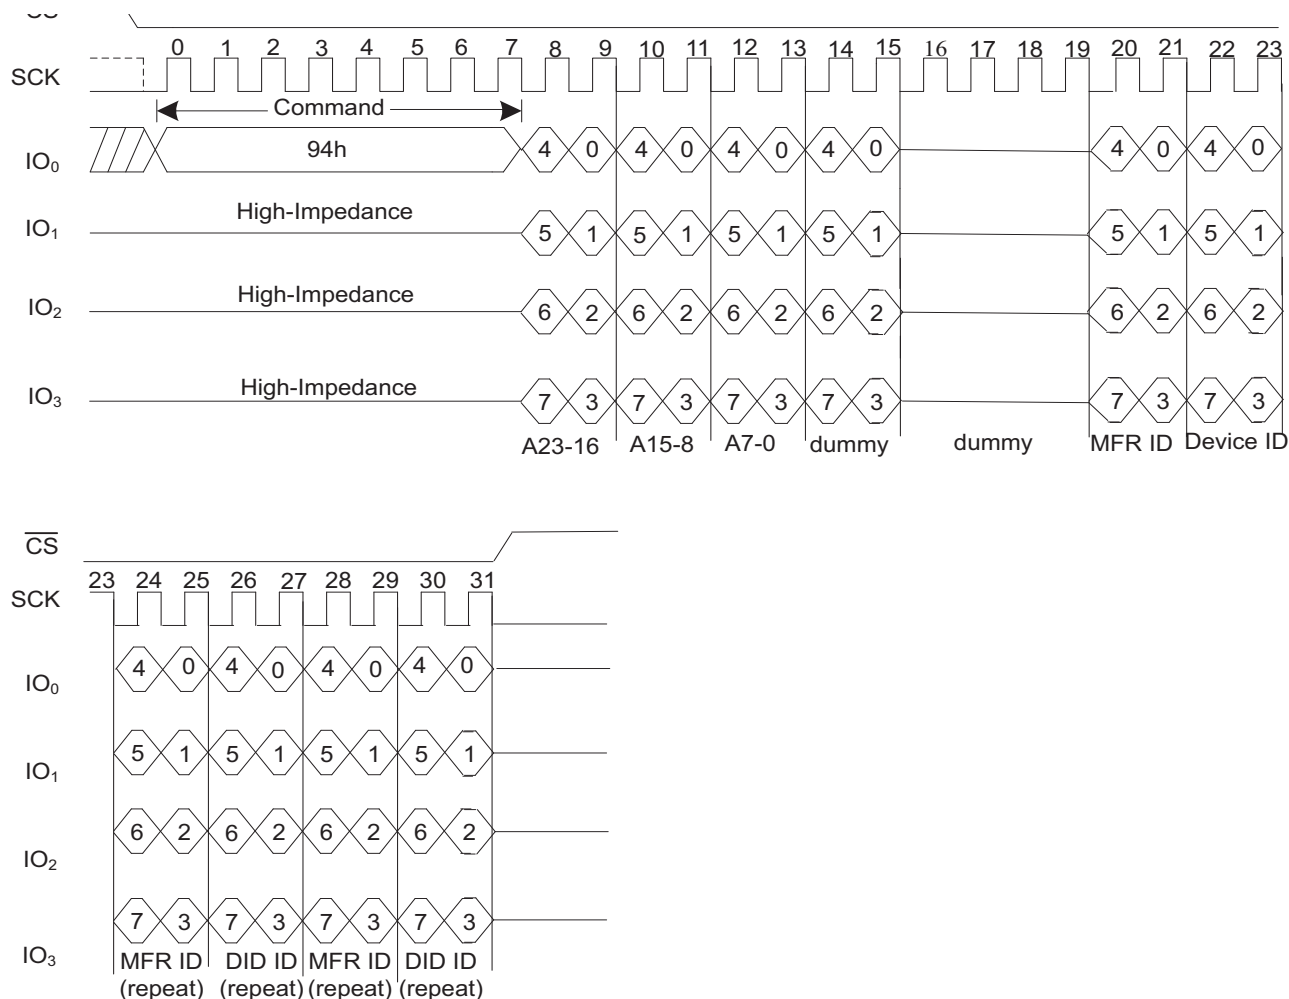 CS
0 1 2 3 4 5 6 7 8 9 10 11 12 13 14 15 16 17 18 19 20 21 22 23
SCK
Command
IO0 94h 4 0 4 0 4 0 4 0 4 0 4 0
High-Impedance
IO1 5 1 5 1 5 1 5 1 5 1 5 1
High-Impedance
IO2 6 2 6 2 6 2 6 2 6 2 6 2
High-Impedance
IO3 7 3 7 3 7 3 7 3 7 3 7 3
A23-16 A15-8 A7-0 dummy dummy MFR ID Device ID
CS
23 24 25 26 27 28 29 30 31
SCK
4 0 4 0 4 0 4 0
IO0
5 1 5 1 5 1 5 1
IO1
6 2 6 2 6 2 6 2
IO2
7 3 7 3 7 3 7 3
IO3
MFR ID DID ID MFR ID DID ID
(repeat) (repeat) (repeat) (repeat)